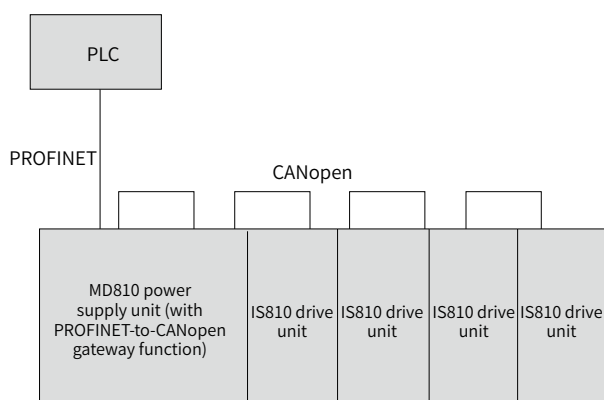 PLC
PROFINET
CANopen
MD810 power
supply unit (with
PROFINET-to-CANopen
gateway function)
IS810 drive
unit
IS810 drive
unit
IS810 drive
unit
IS810 drive
unit